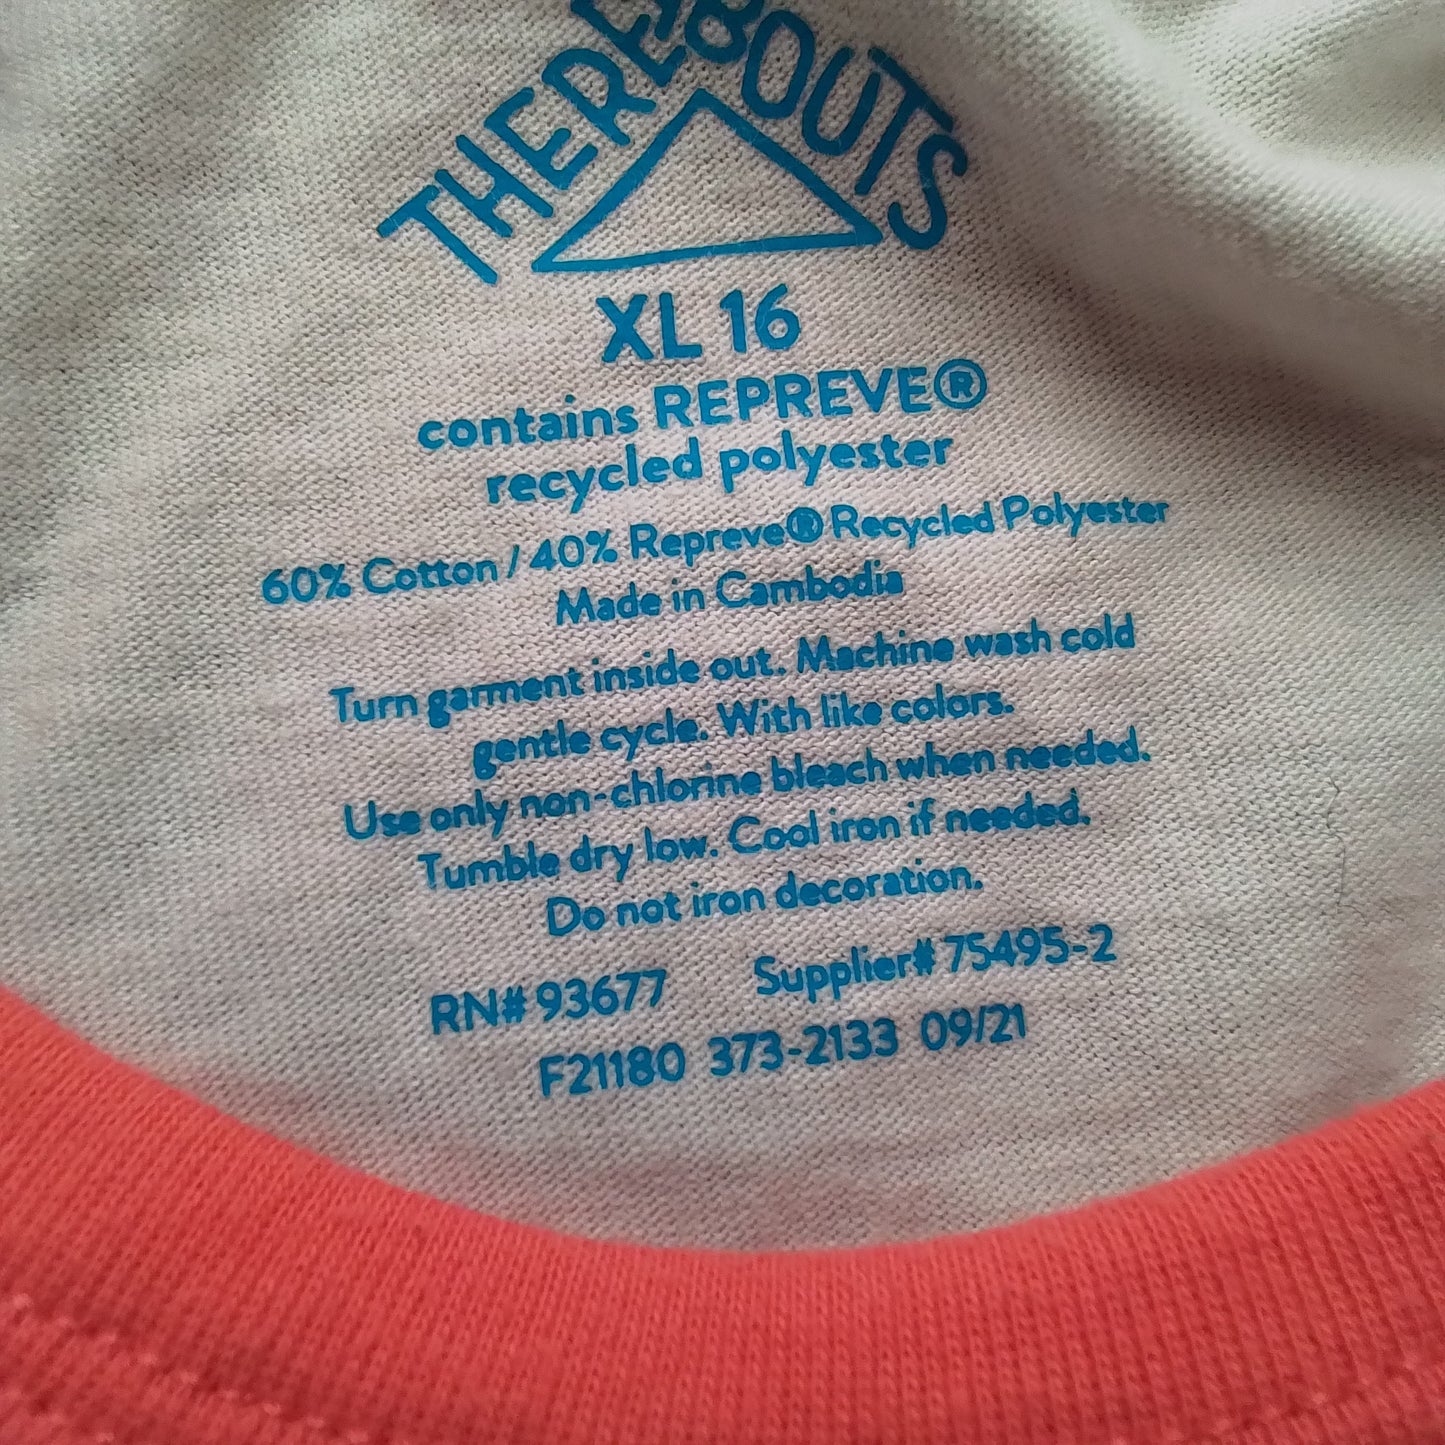 THEREABOUTS
XL 16
contains REPREVE®
recycled polyester
60% Cotton / 40% Repreve® Recycled Polyester
Made in Cambodia
Turn garment inside out. Machine wash cold
gentle cycle. With like colors.
Use only non-chlorine bleach when needed.
Tumble dry low. Cool iron if needed.
Do not iron decoration.
RN# 93677 Supplier# 75495-2
F21180 373-2133 09/21